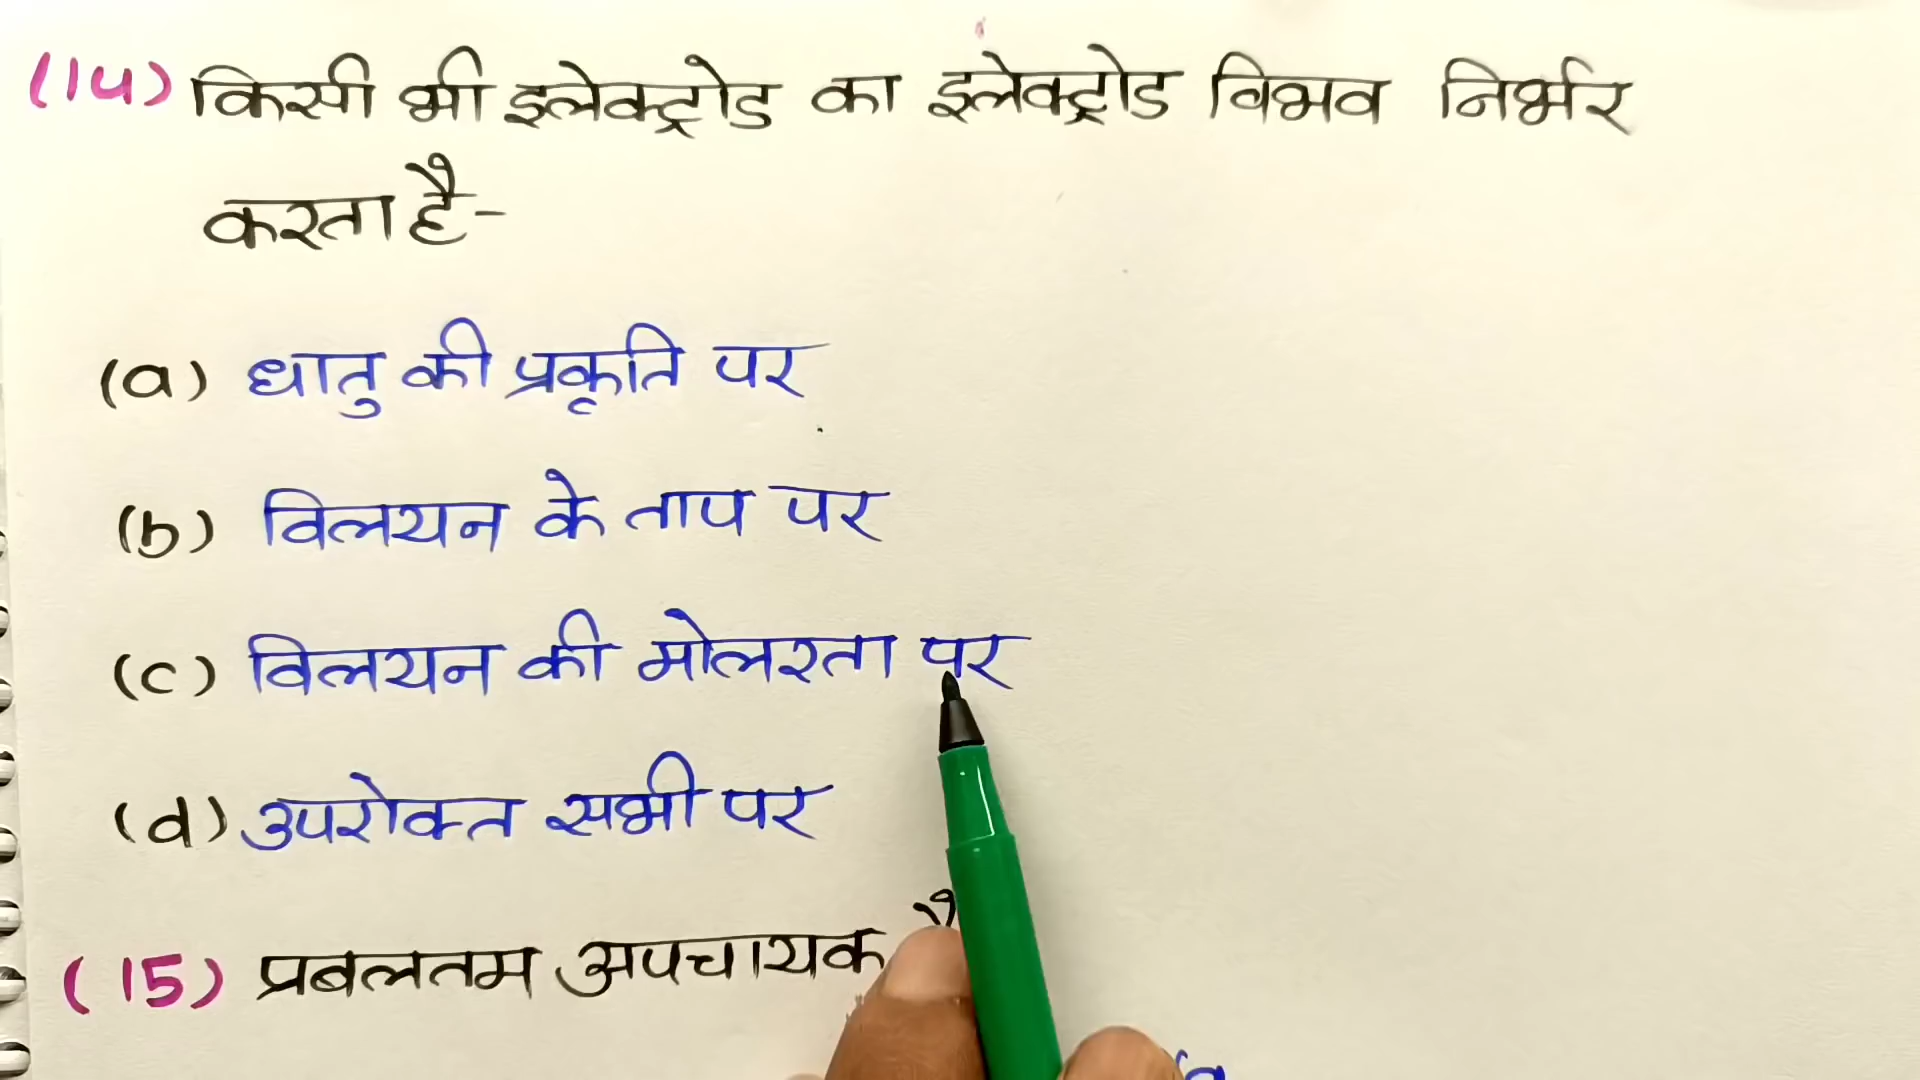 (14) किसी भी इलेक्ट्रोड का इलेक्ट्रोड विभव निर्भर
करता है-
(a) धातु की प्रकृति पर
(b) विलयन के ताप पर
(c) विलयन की मोलरता पर
(d) उपरोक्त सभी पर
(15) प्रबलतम अपचायक